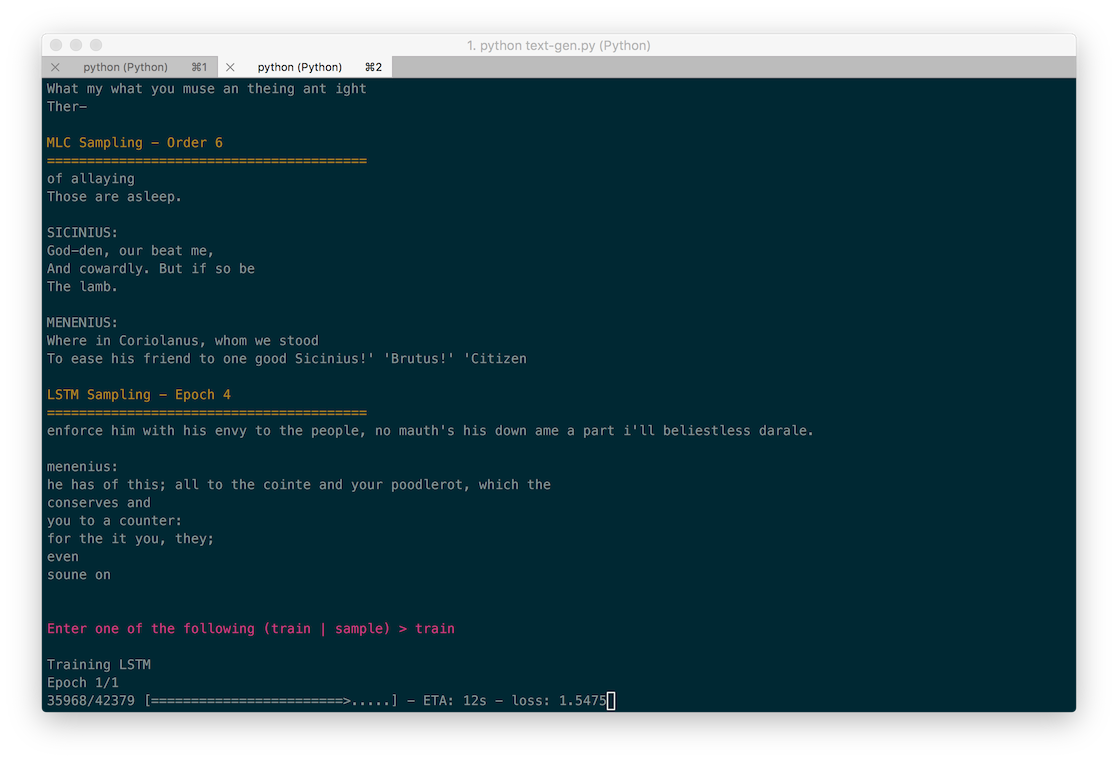 1. python text-gen.py (Python)
python (Python) ⌘1 python (Python) ⌘2
What my what you muse an theing ant ight
Ther-
MLC Sampling - Order 6
========================================
of allaying
Those are asleep.
SICINIUS:
God-den, our beat me,
And cowardly. But if so be
The lamb.
MENENIUS:
Where in Coriolanus, whom we stood
To ease his friend to one good Sicinius!' 'Brutus!' 'Citizen
LSTM Sampling - Epoch 4
========================================
enforce him with his envy to the people, no mauth's his down ame a part i'll beliestless darale.
menenius:
he has of this; all to the cointe and your poodlerot, which the
conserves and
you to a counter:
for the it you, they;
even
soune on
Enter one of the following (train | sample) > train
Training LSTM
Epoch 1/1
35968/42379 [========================>.....] - ETA: 12s - loss: 1.5475